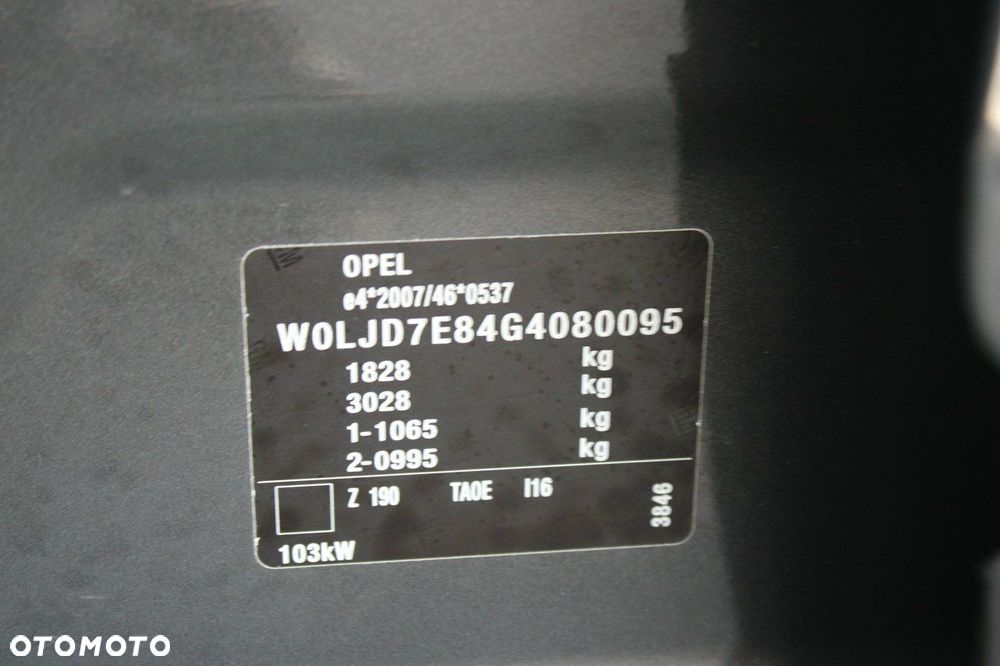 OPEL
e4*2007/46*0537
W0LJD7E84G4080095
1828 kg
3028 kg
1-1065 kg
2-0995 kg
Z 190 TA0E I16
3846
103kW
OTOMOTO